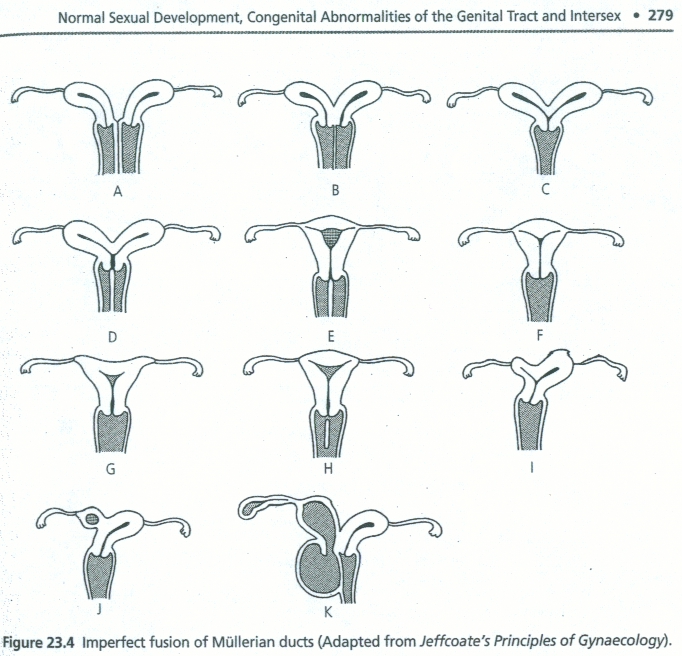 Normal Sexual Development, Congenital Abnormalities of the Genital Tract and Intersex • 279
A B C
D E F
G H I
J K
Figure 23.4 Imperfect fusion of Müllerian ducts (Adapted from Jeffcoate's Principles of Gynaecology).